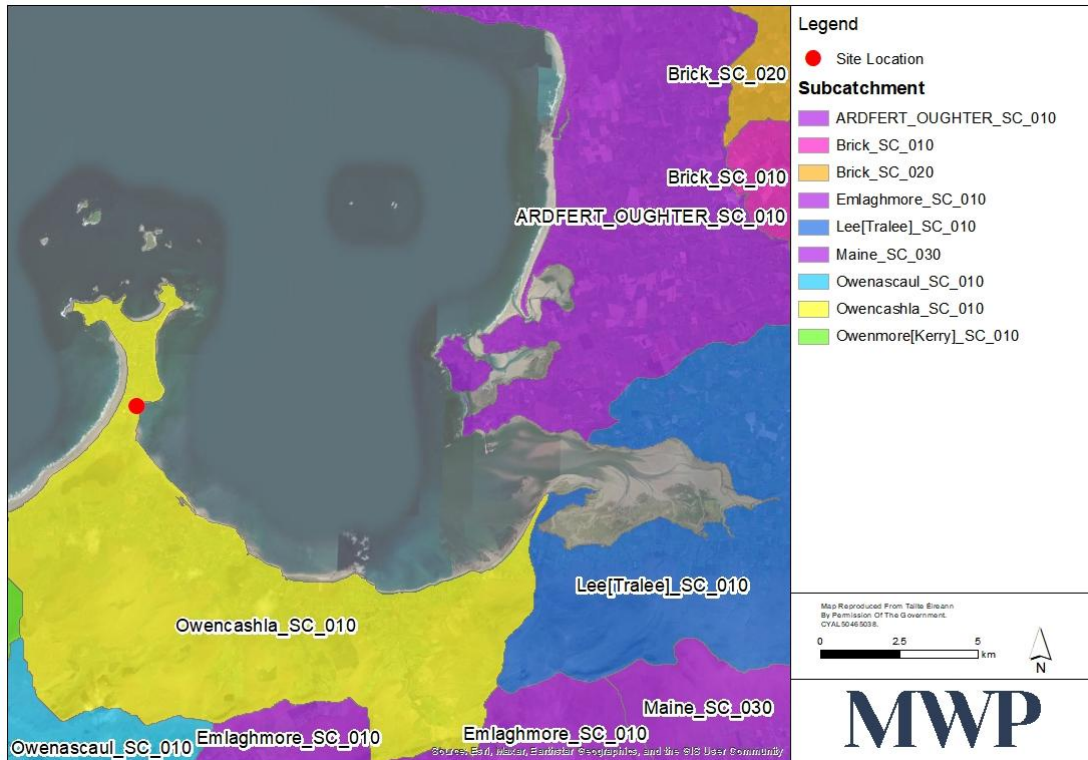 Brick_SC_020
Brick_SC_010
ARDFERT_OUGHTER_SC_010
Lee[Tralee]_SC_010
Owencashla_SC_010
Maine_SC_030
Emlaghmore_SC_010
Emlaghmore_SC_010
Owenascaul_SC_010
Source: Esri, Maxar, Earthstar Geographics, and the GIS User Community
Legend
Site Location
Subcatchment
ARDFERT_OUGHTER_SC_010
Brick_SC_010
Brick_SC_020
Emlaghmore_SC_010
Lee[Tralee]_SC_010
Maine_SC_030
Owenascaul_SC_010
Owencashla_SC_010
Owenmore[Kerry]_SC_010
Map Reproduced From Tailte Éireann
By Permission Of The Government.
CYAL50465038.
0 2.5 5
km
N
MWP